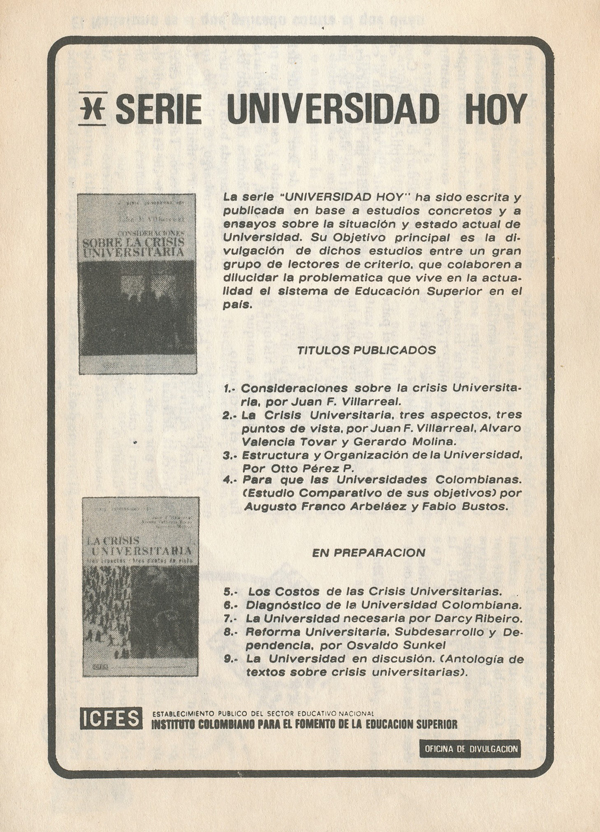 SERIE UNIVERSIDAD HOY
La serie "UNIVERSIDAD HOY" ha sido escrita y
publicada en base a estudios concretos y a
ensayos sobre la situación y estado actual de
Universidad. Su Objetivo principal es la di-
vulgación de dichos estudios entre un gran
grupo de lectores de criterio, que colaboren a
dilucidar la problematica que vive en la actua-
lidad el sistema de Educación Superior en el
país.
Juan F. Villarreal
CONSIDERACIONES
SOBRE LA CRISIS
UNIVERSITARIA
TITULOS PUBLICADOS
1.- Consideraciones sobre la crisis Universita-
ria, por Juan F. Villarreal.
2.- La Crisis Universitaria, tres aspectos, tres
puntos de vista, por Juan F. Villarreal, Alvaro
Valencia Tovar y Gerardo Molina.
3.- Estructura y Organización de la Universidad,
Por Otto Pérez P.
4.- Para que las Universidades Colombianas.
(Estudio Comparativo de sus objetivos) por
Augusto Franco Arbeláez y Fabio Bustos.
LA CRISIS
UNIVERSITARIA
tres aspectos - tres puntos de vista
ICFES
EN PREPARACION
5.- Los Costos de las Crisis Universitarias.
6.- Diagnóstico de la Universidad Colombiana.
7.- La Universidad necesaria por Darcy Ribeiro.
8.- Reforma Universitaria, Subdesarrollo y De-
pendencia, por Osvaldo Sunkel
9.- La Universidad en discusión. (Antología de
textos sobre crisis universitarias).
ICFES ESTABLECIMIENTO PUBLICO DEL SECTOR EDUCATIVO NACIONAL
INSTITUTO COLOMBIANO PARA EL FOMENTO DE LA EDUCACION SUPERIOR
OFICINA DE DIVULGACION